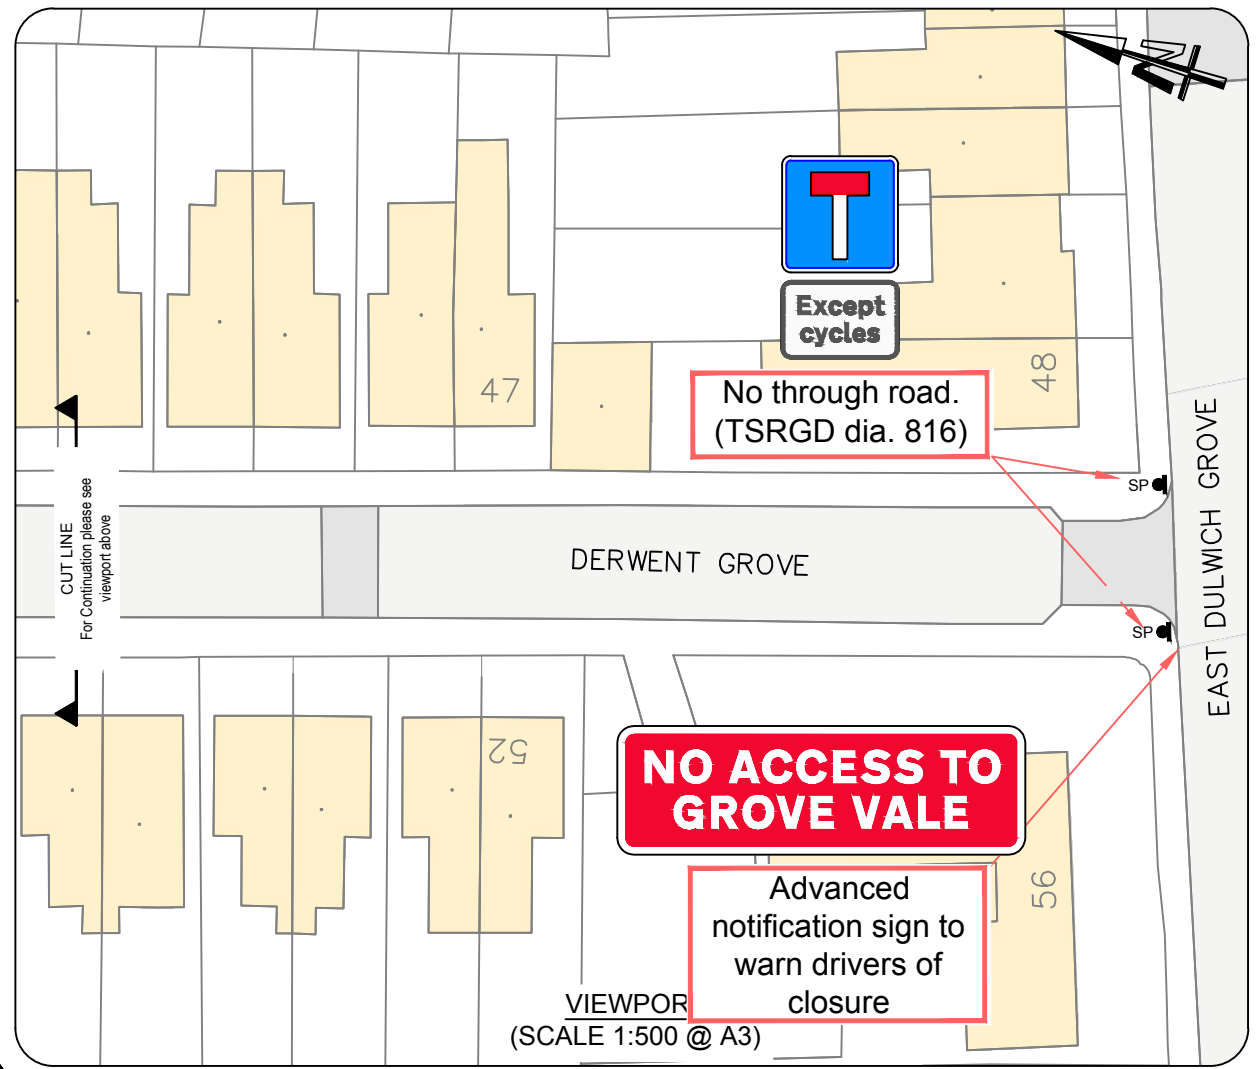 N
Except
cycles
No through road.
(TSRGD dia. 816)
48
47
SP
EAST DULWICH GROVE
CUT LINE
For Continuation please see
viewport above
DERWENT GROVE
SP
52
NO ACCESS TO
GROVE VALE
56
Advanced
notification sign to
warn drivers of
closure
VIEWPOR
(SCALE 1:500 @ A3)